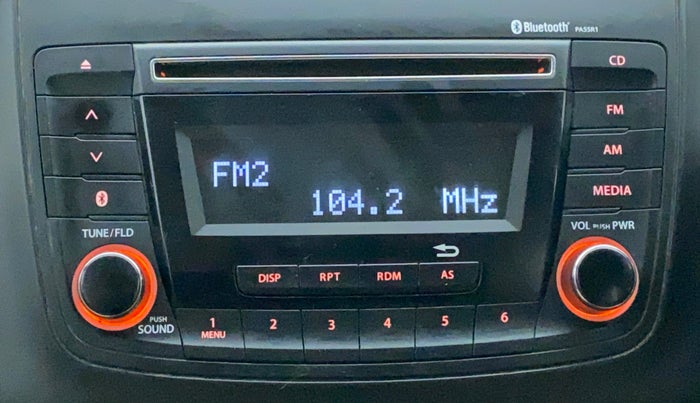 Bluetooth® PA5SR1
CD
FM
AM
MEDIA
FM2
104.2 MHz
TUNE/FLD
VOL PUSH PWR
DISP RPT RDM AS
PUSH
SOUND
1 2 3 4 5 6
MENU